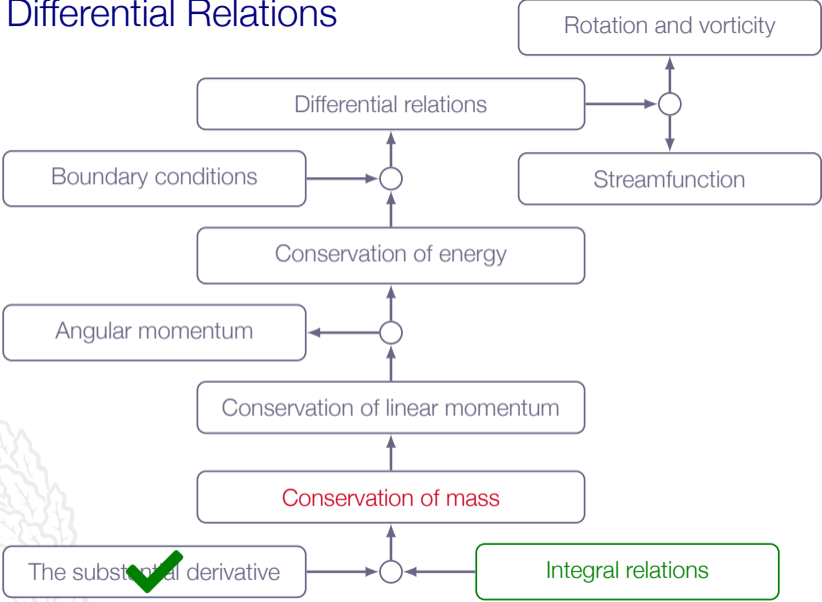 Differential Relations
Rotation and vorticity
Differential relations
Boundary conditions
Streamfunction
Conservation of energy
Angular momentum
Conservation of linear momentum
Conservation of mass
The substantial derivative
Integral relations